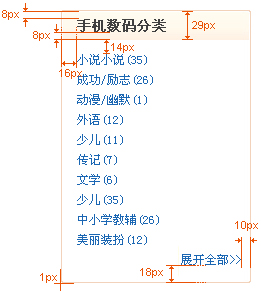 8px
手机数码分类
29px
8px
14px
小说小说(35)
16px
成功/励志(26)
动漫/幽默(1)
外语(12)
少儿(11)
传记(7)
文学(6)
少儿(35)
中小学教辅(26)
美丽装扮(12)
10px
展开全部>>
18px
1px